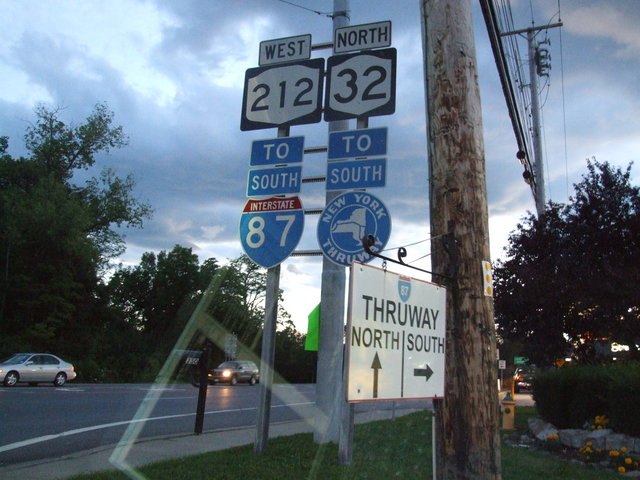 WEST
212
TO
SOUTH
INTERSTATE
87
NORTH
32
TO
SOUTH
NEW YORK
THRUWAY
87
THRUWAY
NORTH
SOUTH